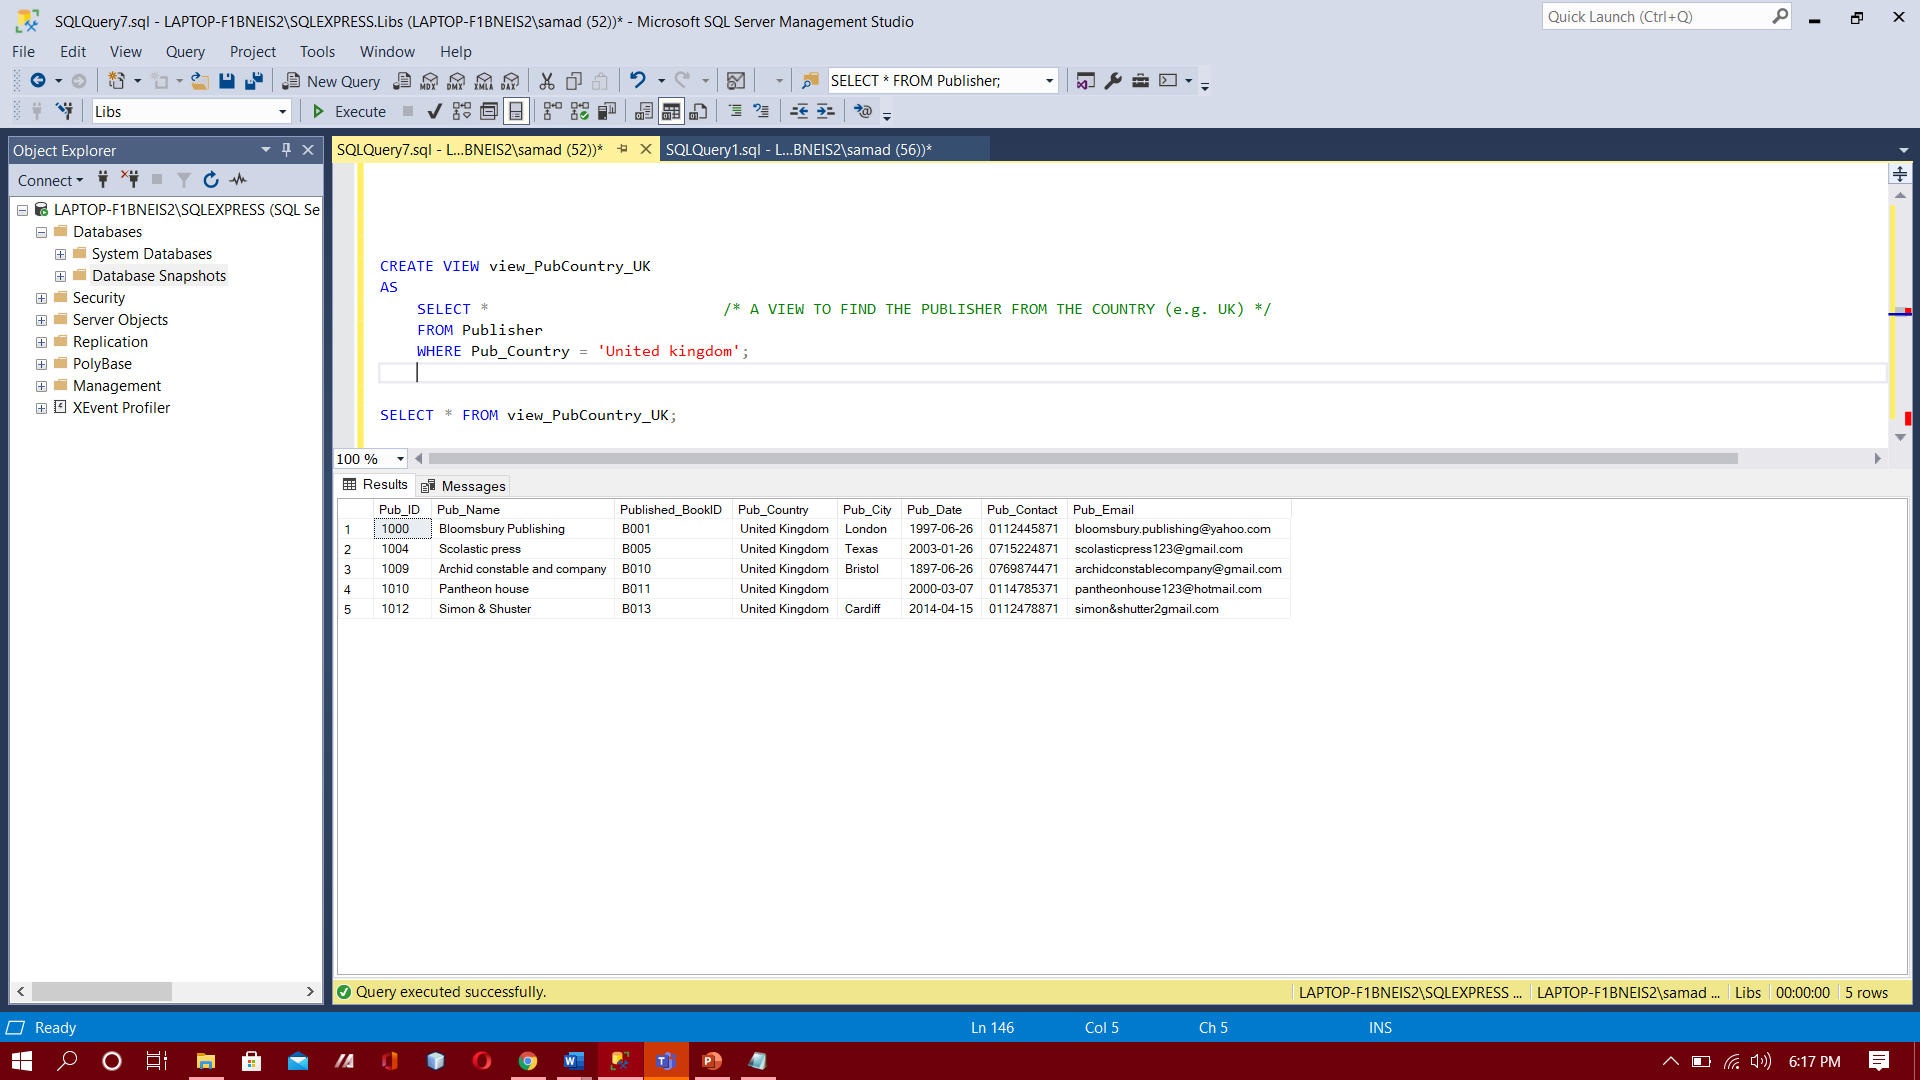 SQLQuery7.sql - LAPTOP-F1BNEIS2\SQLEXPRESS.Libs (LAPTOP-F1BNEIS2\samad (52))* - Microsoft SQL Server Management Studio
Quick Launch (Ctrl+Q)
File Edit View Query Project Tools Window Help
New Query MDX DMX XMLA DAX SELECT * FROM Publisher;
Libs Execute
Object Explorer
SQLQuery7.sql - L...BNEIS2\samad (52))* SQLQuery1.sql - L...BNEIS2\samad (56))*
Connect
LAPTOP-F1BNEIS2\SQLEXPRESS (SQL Se
Databases
System Databases
Database Snapshots
Security
Server Objects
Replication
PolyBase
Management
XEvent Profiler
CREATE VIEW view_PubCountry_UK
AS
SELECT * /* A VIEW TO FIND THE PUBLISHER FROM THE COUNTRY (e.g. UK) */
FROM Publisher
WHERE Pub_Country = 'United kingdom';
SELECT * FROM view_PubCountry_UK;
100 %
Results Messages
Pub_ID Pub_Name Published_BookID Pub_Country Pub_City Pub_Date Pub_Contact Pub_Email
1 1000 Bloomsbury Publishing B001 United Kingdom London 1997-06-26 0112445871 bloomsbury.publishing@yahoo.com
2 1004 Scolastic press B005 United Kingdom Texas 2003-01-26 0715224871 scolasticpress123@gmail.com
3 1009 Archid constable and company B010 United Kingdom Bristol 1897-06-26 0769874471 archidconstablecompany@gmail.com
4 1010 Pantheon house B011 United Kingdom 2000-03-07 0114785371 pantheonhouse123@hotmail.com
5 1012 Simon & Shuster B013 United Kingdom Cardiff 2014-04-15 0112478871 simon&shutter2gmail.com
Query executed successfully. LAPTOP-F1BNEIS2\SQLEXPRESS ... LAPTOP-F1BNEIS2\samad ... Libs 00:00:00 5 rows
Ready Ln 146 Col 5 Ch 5 INS
6:17 PM